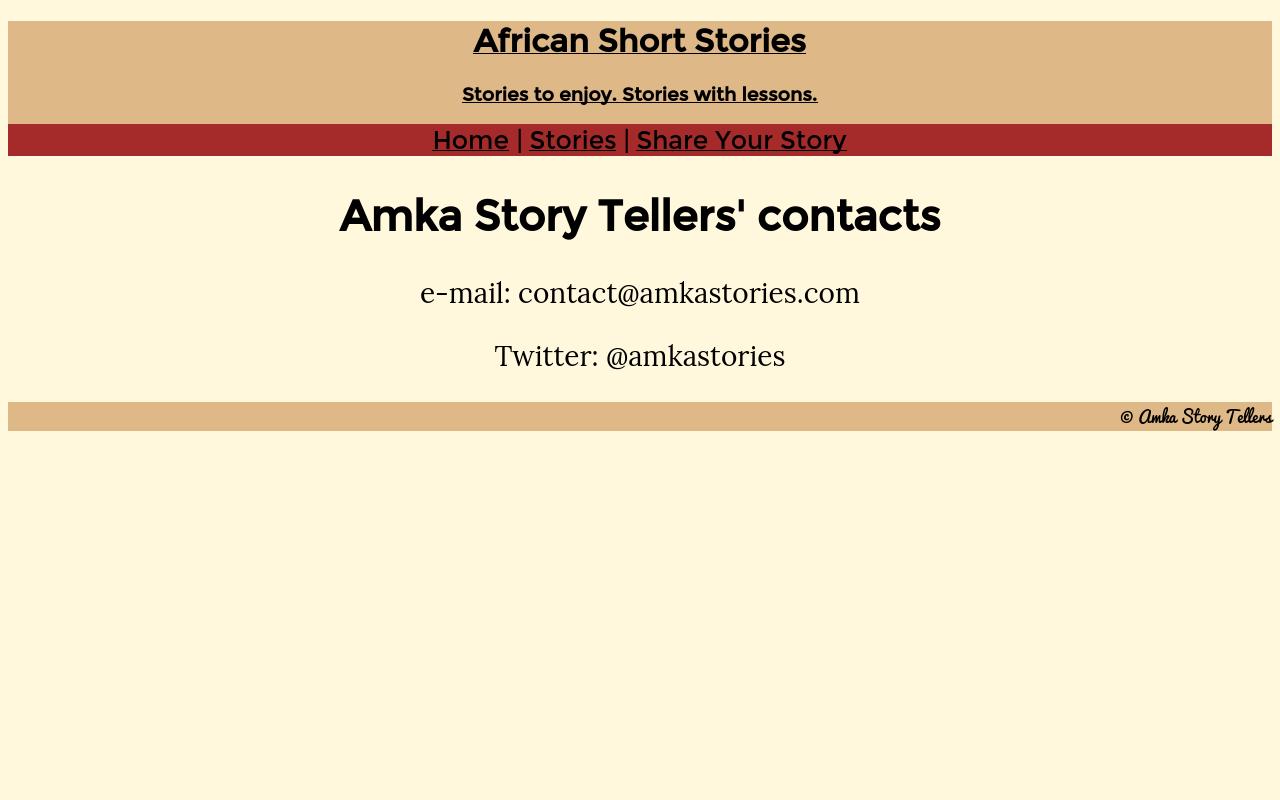 African Short Stories
Stories to enjoy. Stories with lessons.
Home | Stories | Share Your Story
Amka Story Tellers' contacts
e-mail: contact@amkastories.com
Twitter: @amkastories
© Amka Story Tellers